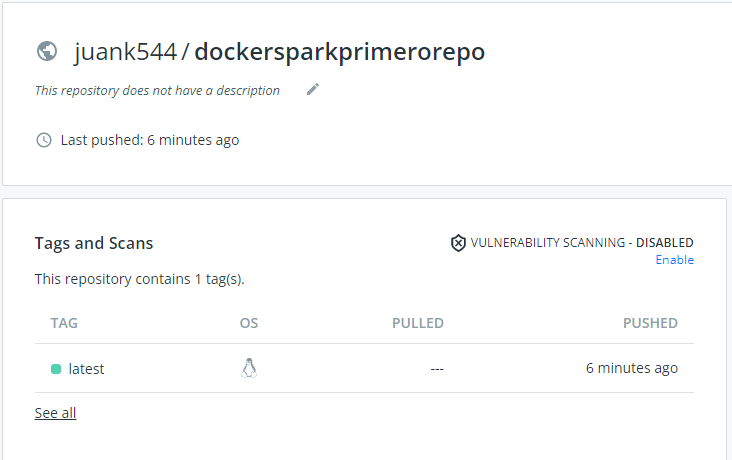 juank544 / dockersparkprimerorepo
This repository does not have a description
Last pushed: 6 minutes ago
Tags and Scans
VULNERABILITY SCANNING - DISABLED
Enable
This repository contains 1 tag(s).
TAG OS PULLED PUSHED
latest --- 6 minutes ago
See all